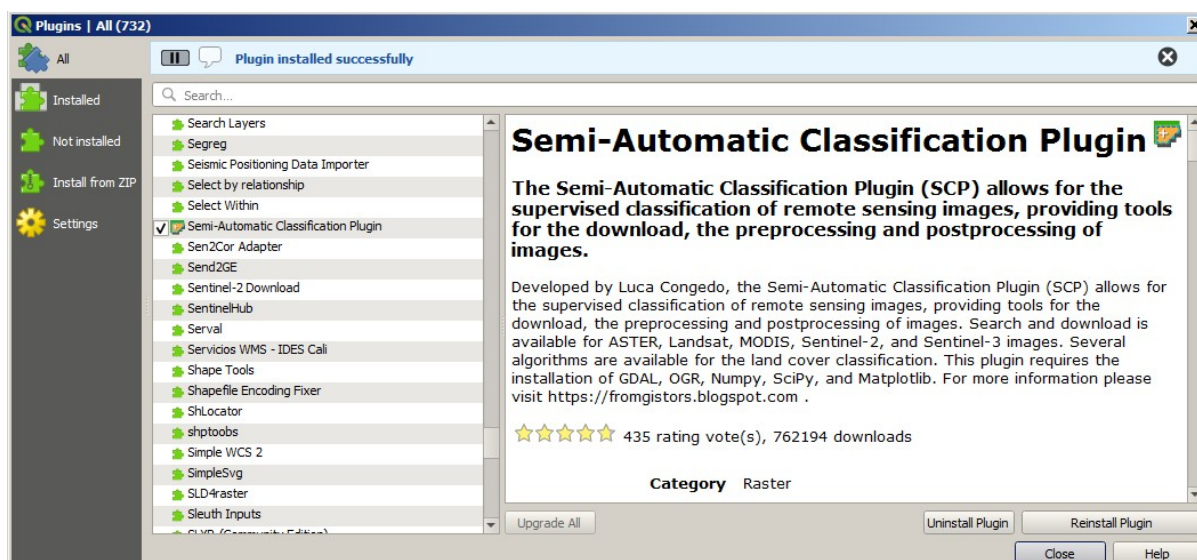 Plugins | All (732)
All
Installed
Not installed
Install from ZIP
Settings
Plugin installed successfully
Search...
Search Layers
Segreg
Seismic Positioning Data Importer
Select by relationship
Select Within
Semi-Automatic Classification Plugin
Sen2Cor Adapter
Send2GE
Sentinel-2 Download
SentinelHub
Serval
Servicios WMS - IDES Cali
Shape Tools
Shapefile Encoding Fixer
ShLocator
shptoobs
Simple WCS 2
SimpleSvg
SLD4raster
Sleuth Inputs
SLYR (Community Edition)
Semi-Automatic Classification Plugin
The Semi-Automatic Classification Plugin (SCP) allows for the
supervised classification of remote sensing images, providing tools
for the download, the preprocessing and postprocessing of
images.
Developed by Luca Congedo, the Semi-Automatic Classification Plugin (SCP) allows for
the supervised classification of remote sensing images, providing tools for the
download, the preprocessing and postprocessing of images. Search and download is
available for ASTER, Landsat, MODIS, Sentinel-2, and Sentinel-3 images. Several
algorithms are available for the land cover classification. This plugin requires the
installation of GDAL, OGR, Numpy, SciPy, and Matplotlib. For more information please
visit https://fromgistors.blogspot.com .
435 rating vote(s), 762194 downloads
Category Raster
Upgrade All
Uninstall Plugin
Reinstall Plugin
Close
Help